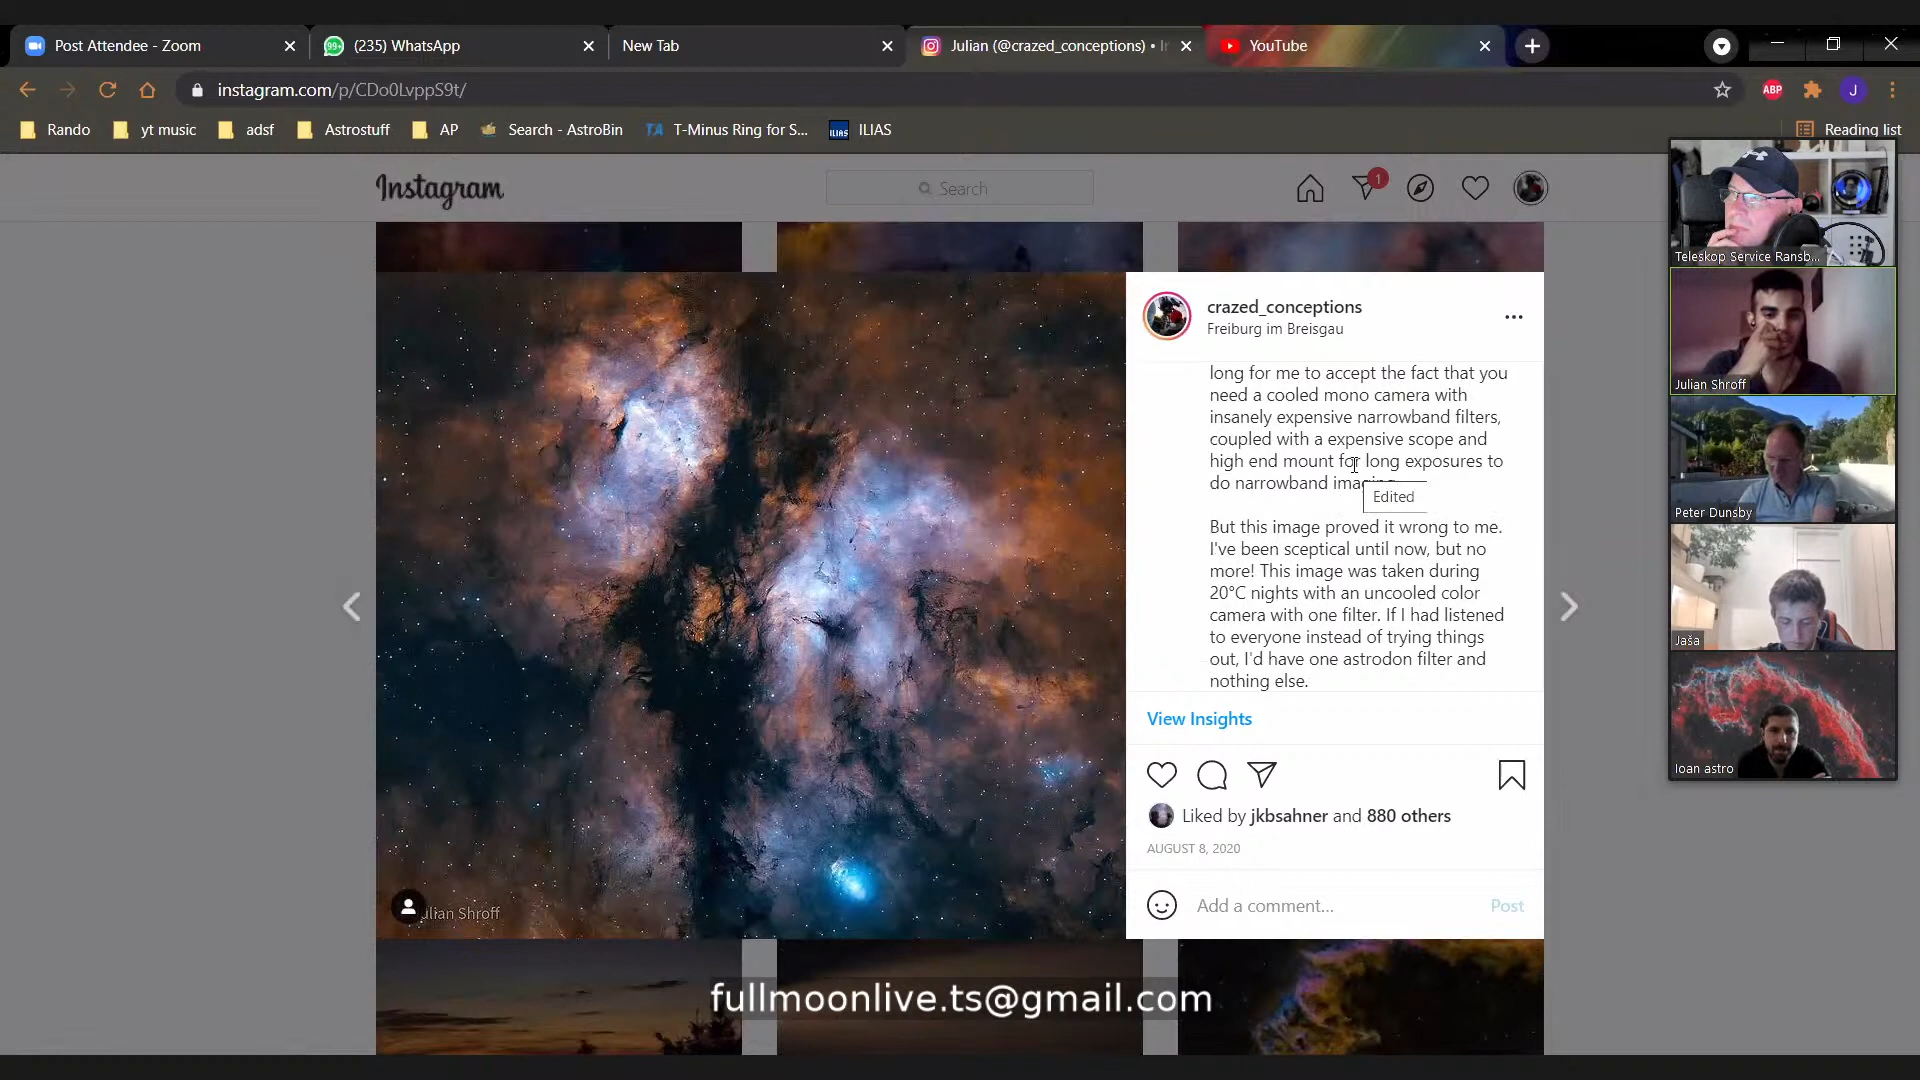 Post Attendee - Zoom
(235) WhatsApp
New Tab
Julian (@crazed_conceptions) •
YouTube
instagram.com/p/CDo0LvppS9t/
ABP
J
Rando
yt music
adsf
Astrostuff
AP
Search - AstroBin
T-Minus Ring for S...
ILIAS
Reading list
Instagram
Search
1
Teleskop Service Ransb...
Julian Shroff
Peter Dunsby
Jaša
Ioan astro
crazed_conceptions
Freiburg im Breisgau
long for me to accept the fact that you
need a cooled mono camera with
insanely expensive narrowband filters,
coupled with a expensive scope and
high end mount for long exposures to
do narrowband
Edited
But this image proved it wrong to me.
I've been sceptical until now, but no
more! This image was taken during
20°C nights with an uncooled color
camera with one filter. If I had listened
to everyone instead of trying things
out, I'd have one astrodon filter and
nothing else.
View Insights
Liked by jkbsahner and 880 others
AUGUST 8, 2020
Add a comment...
Post
Shroff
fullmoonlive.ts@gmail.com